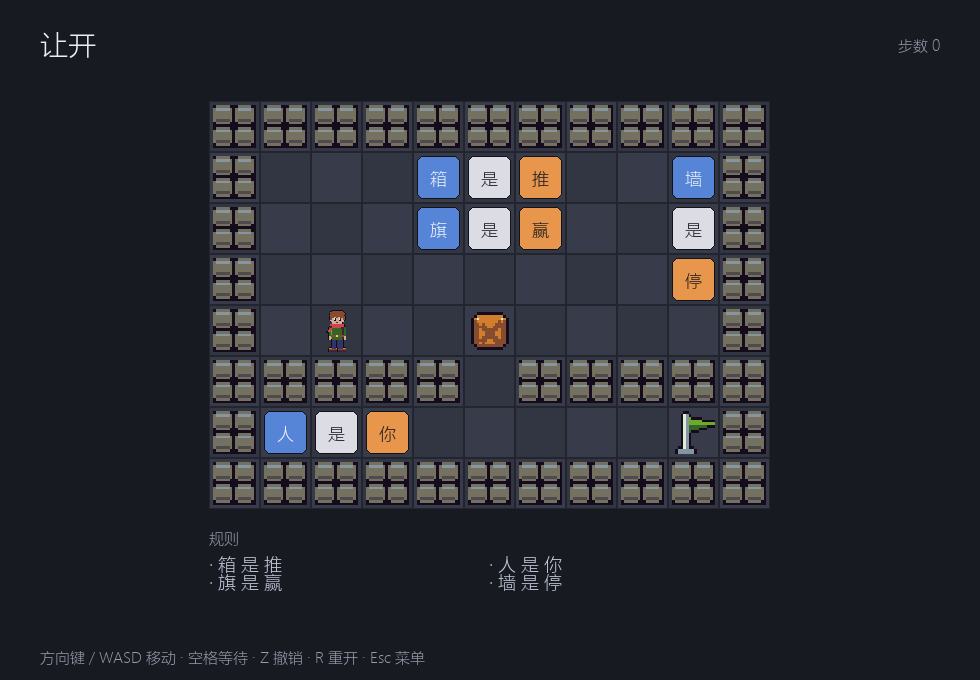 让开
步数 0
箱 是 推 墙
旗 是 赢 是
停
人 是 你
规则
· 箱 是 推
· 旗 是 赢
· 人 是 你
· 墙 是 停
方向键 / WASD 移动 · 空格等待 · Z 撤销 · R 重开 · Esc 菜单